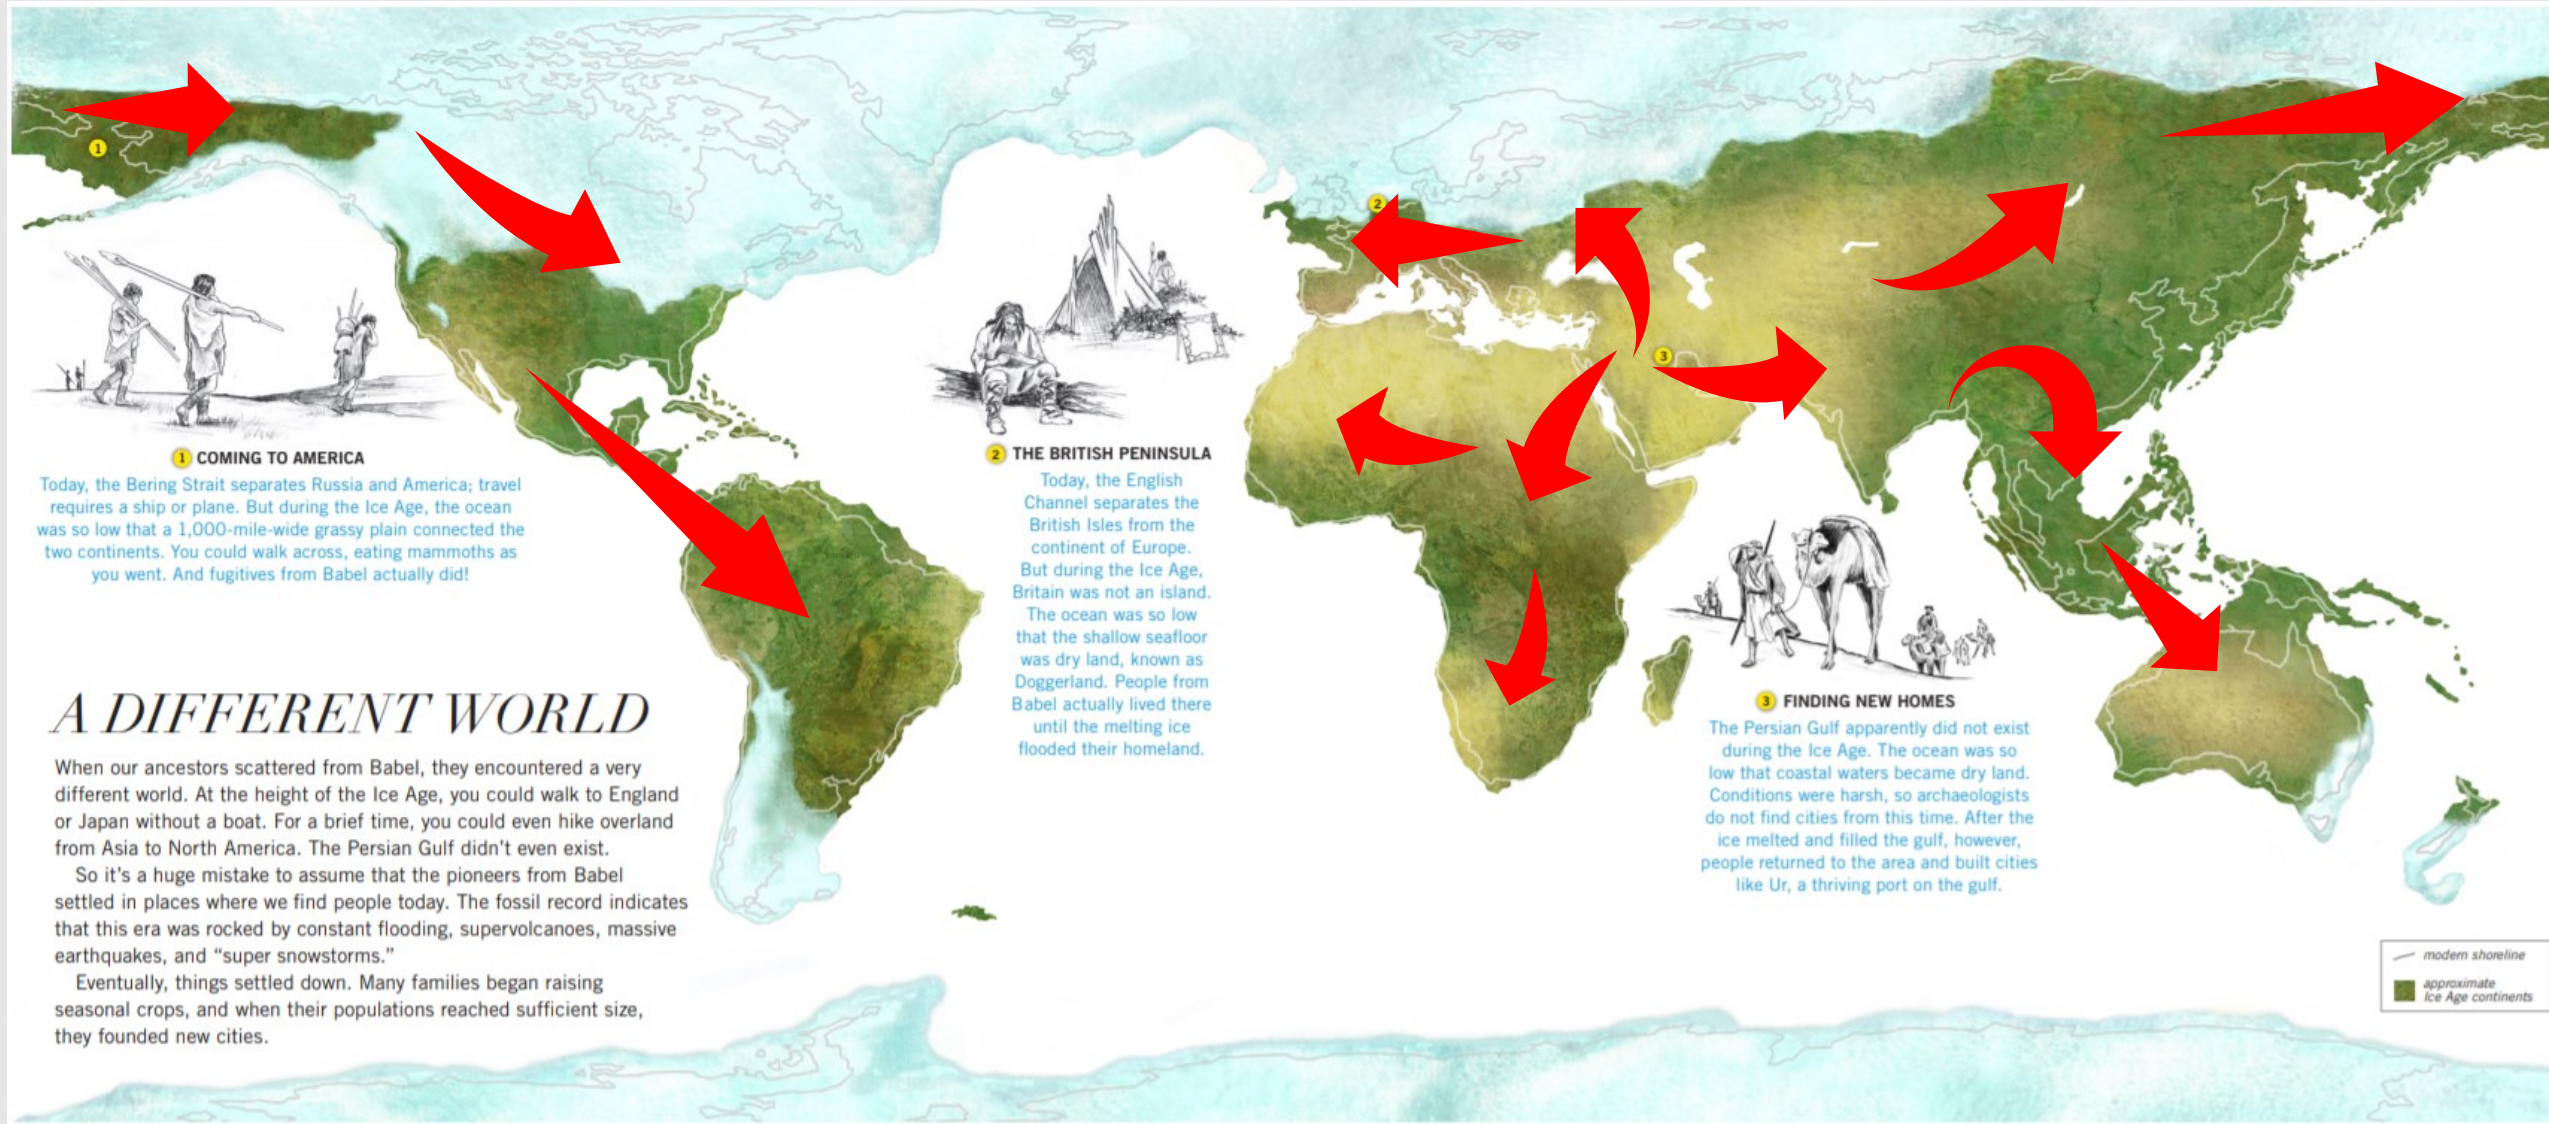 1
2
3
1 COMING TO AMERICA
Today, the Bering Strait separates Russia and America; travel
requires a ship or plane. But during the Ice Age, the ocean
was so low that a 1,000-mile-wide grassy plain connected the
two continents. You could walk across, eating mammoths as
you went. And fugitives from Babel actually did!
2 THE BRITISH PENINSULA
Today, the English
Channel separates the
British Isles from the
continent of Europe.
But during the Ice Age,
Britain was not an island.
The ocean was so low
that the shallow seafloor
was dry land, known as
Doggerland. People from
Babel actually lived there
until the melting ice
flooded their homeland.
3 FINDING NEW HOMES
The Persian Gulf apparently did not exist
during the Ice Age. The ocean was so
low that coastal waters became dry land.
Conditions were harsh, so archaeologists
do not find cities from this time. After the
ice melted and filled the gulf, however,
people returned to the area and built cities
like Ur, a thriving port on the gulf.
A DIFFERENT WORLD
When our ancestors scattered from Babel, they encountered a very
different world. At the height of the Ice Age, you could walk to England
or Japan without a boat. For a brief time, you could even hike overland
from Asia to North America. The Persian Gulf didn't even exist.
So it's a huge mistake to assume that the pioneers from Babel
settled in places where we find people today. The fossil record indicates
that this era was rocked by constant flooding, supervolcanoes, massive
earthquakes, and “super snowstorms.”
Eventually, things settled down. Many families began raising
seasonal crops, and when their populations reached sufficient size,
they founded new cities.
modern shoreline
approximate
Ice Age continents